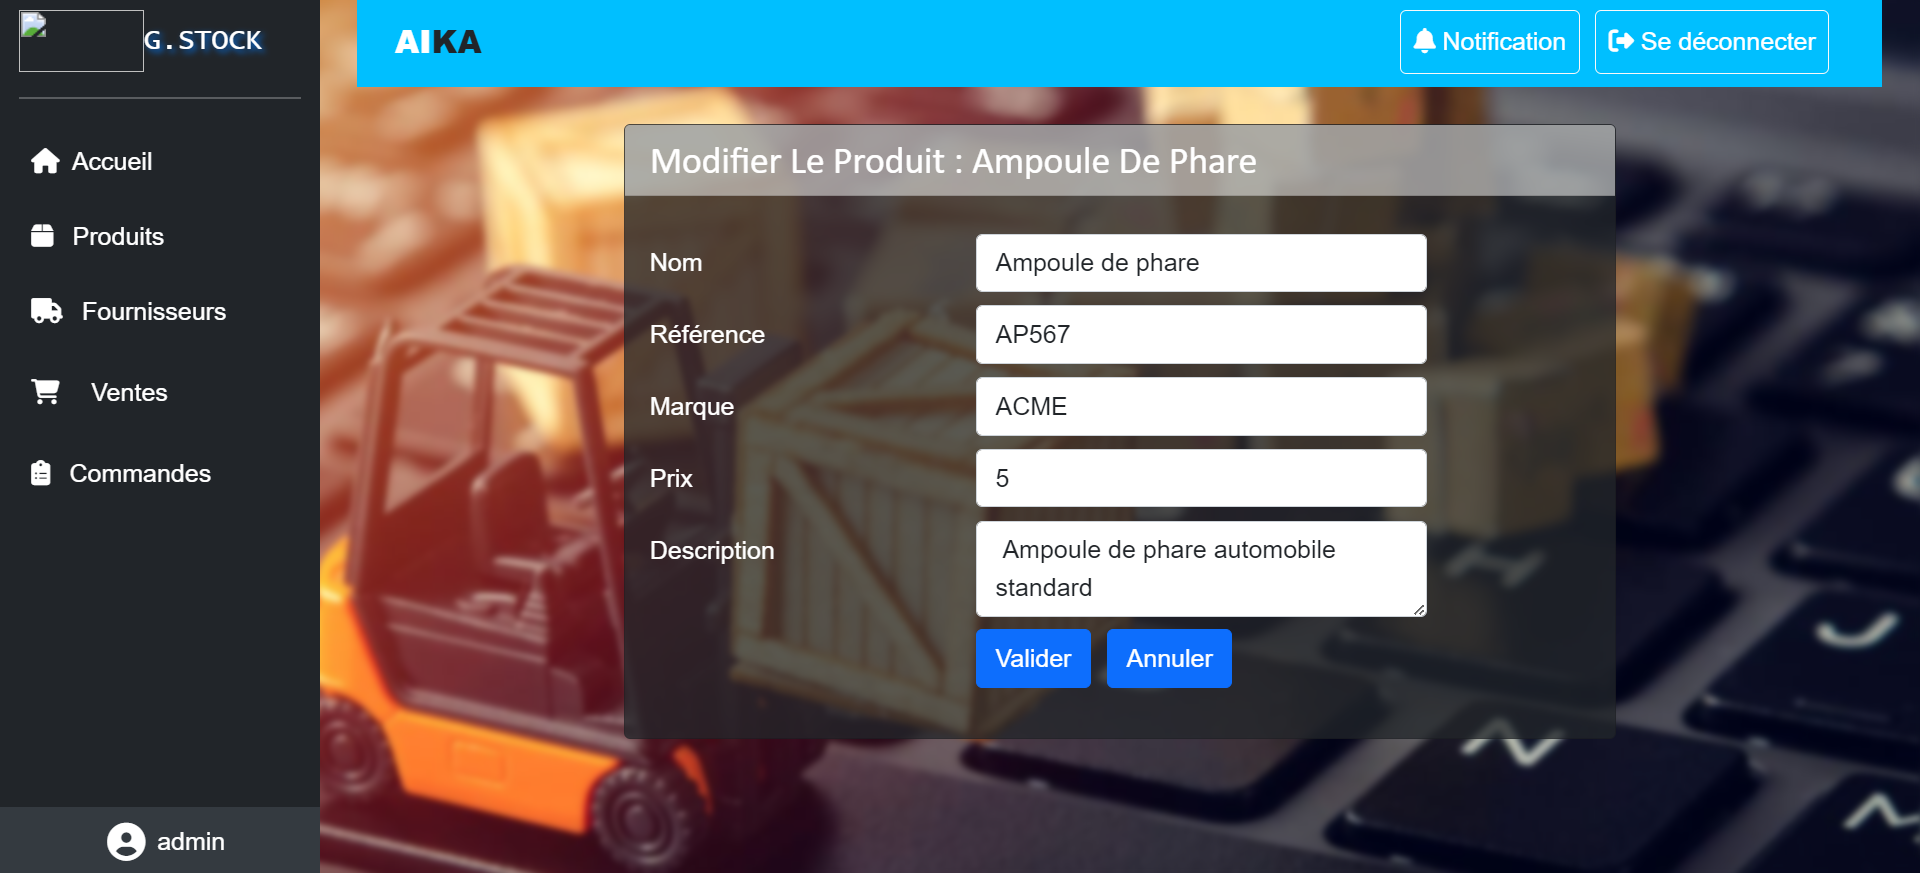 G.STOCK
Accueil
Produits
Fournisseurs
Ventes
Commandes
admin
AIKA
Notification
Se déconnecter
Modifier Le Produit : Ampoule De Phare
Nom
Ampoule de phare
Référence
AP567
Marque
ACME
Prix
5
Description
Ampoule de phare automobile
standard
Valider
Annuler
H
J
N
M